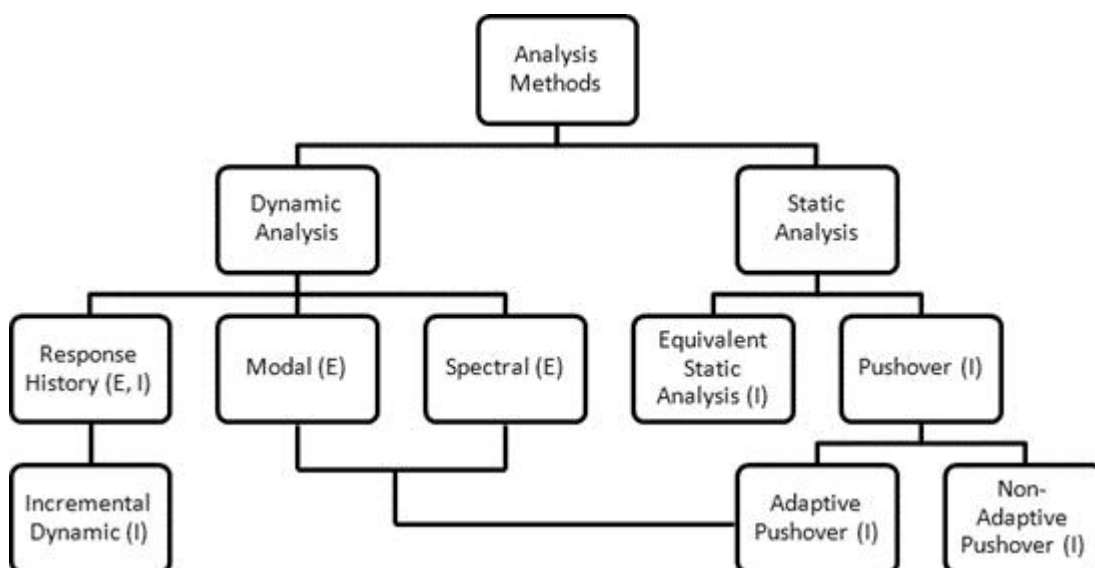 Analysis
Methods
Dynamic
Analysis
Static
Analysis
Response
History (E, I)
Modal (E)
Spectral (E)
Equivalent
Static
Analysis (I)
Pushover (I)
Incremental
Dynamic (I)
Adaptive
Pushover (I)
Non-
Adaptive
Pushover (I)